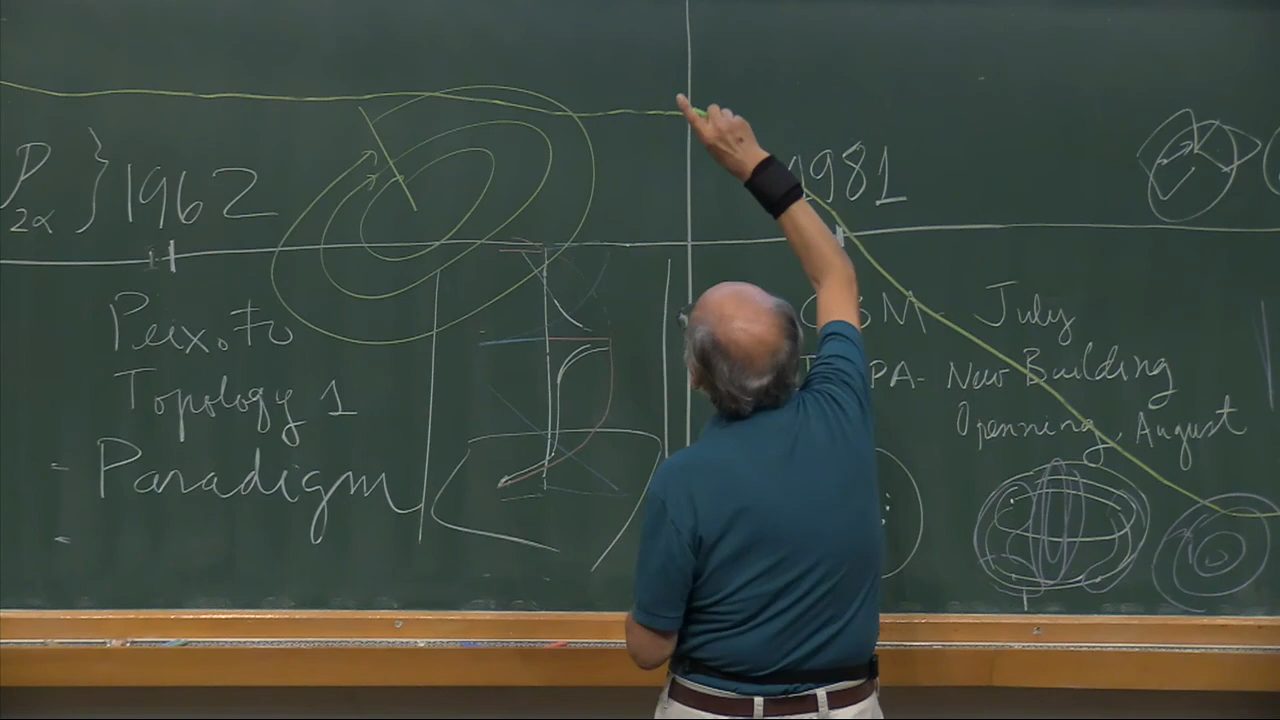 P
2α
} 1962
Peixoto
Topology 1
- Paradigm
-
1981
July
PA- New Building
Openning, August